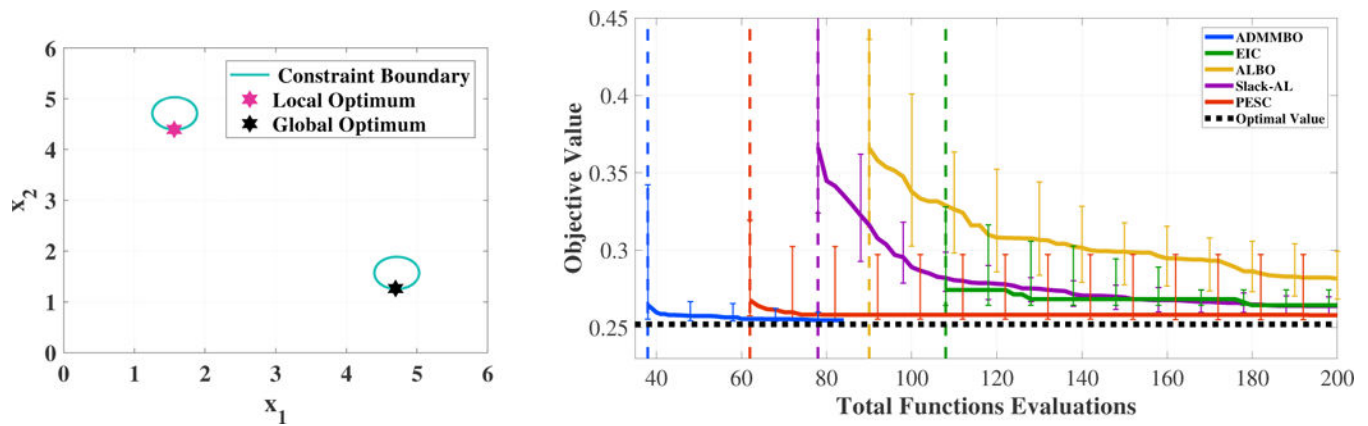 6
5
4
3
2
1
0
0 1 2 3 4 5 6
x2
x1
Constraint Boundary
Local Optimum
Global Optimum
0.45
0.4
0.35
0.3
0.25
40 60 80 100 120 140 160 180 200
Objective Value
Total Functions Evaluations
ADMMBO
EIC
ALBO
Slack-AL
PESC
Optimal Value